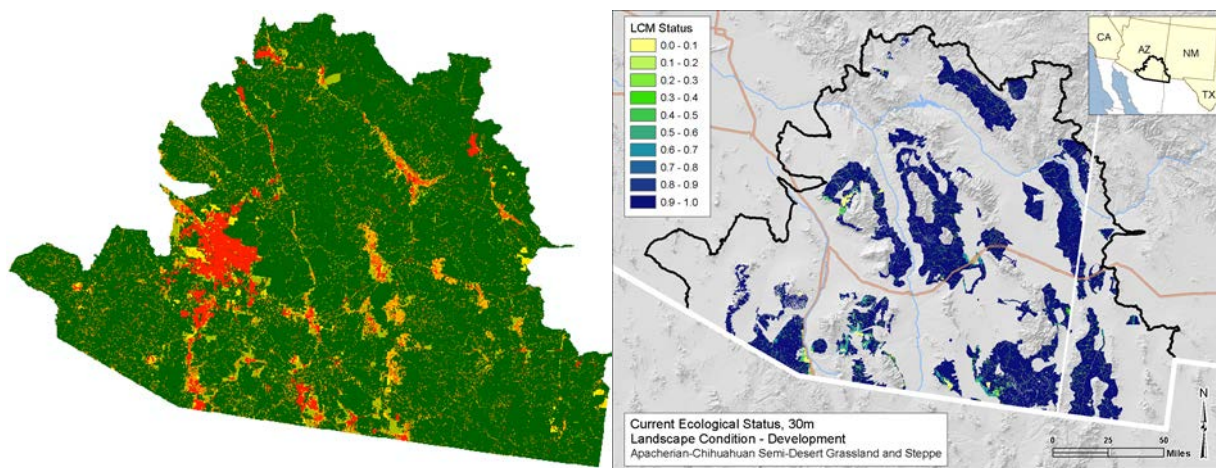 LCM Status
0.0 - 0.1
0.1 - 0.2
0.2 - 0.3
0.3 - 0.4
0.4 - 0.5
0.5 - 0.6
0.6 - 0.7
0.7 - 0.8
0.8 - 0.9
0.9 - 1.0
CA
AZ
NM
TX
Current Ecological Status, 30m
Landscape Condition - Development
Apacherian-Chihuahuan Semi-Desert Grassland and Steppe
N
0 25 50
Miles